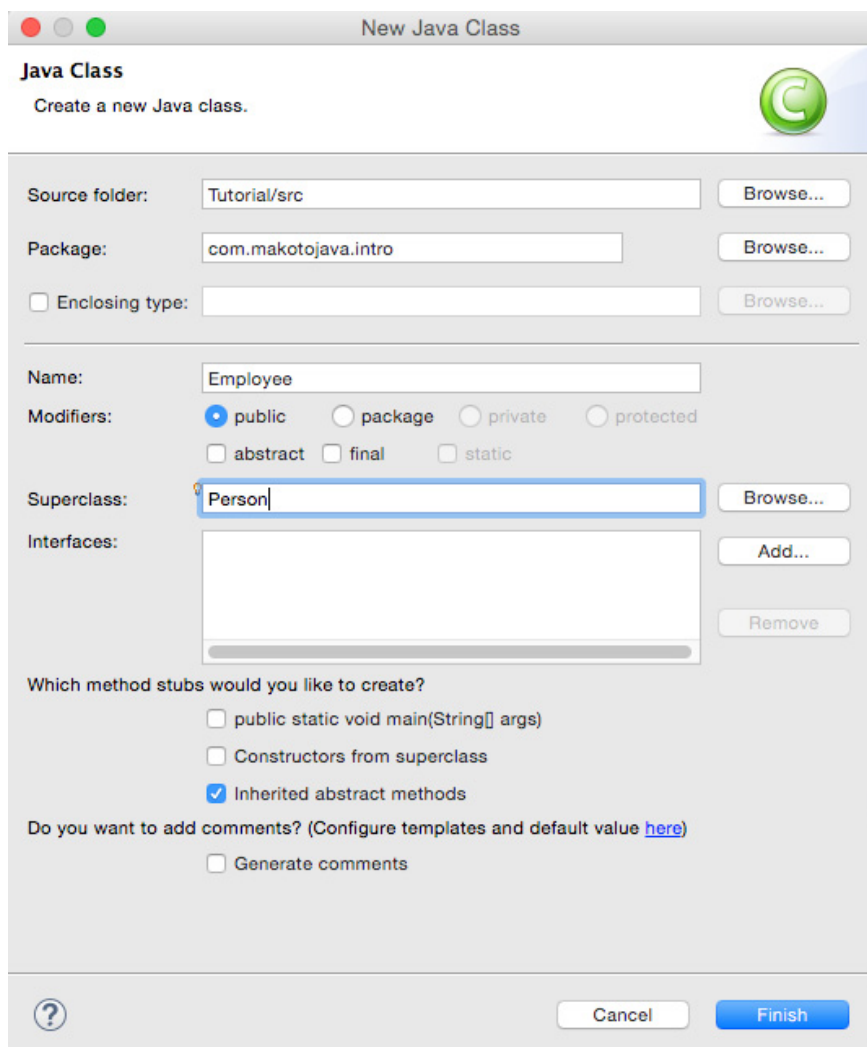 New Java Class
Java Class
Create a new Java class.
C
Source folder: Tutorial/src Browse...
Package: com.makotojava.intro Browse...
Enclosing type: Browse...
Name: Employee
Modifiers: public package private protected
abstract final static
Superclass: Person Browse...
Interfaces: Add...
Remove
Which method stubs would you like to create?
public static void main(String[] args)
Constructors from superclass
Inherited abstract methods
Do you want to add comments? (Configure templates and default value here)
Generate comments
? Cancel Finish